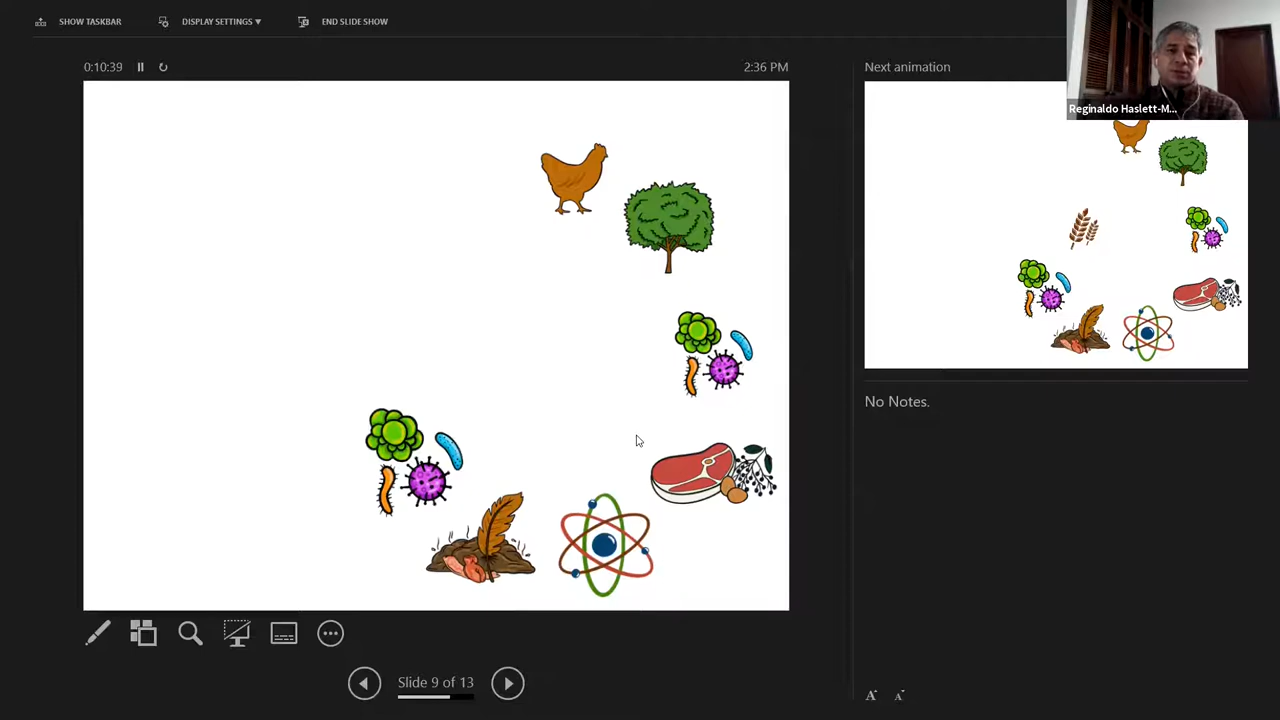 SHOW TASKBAR
DISPLAY SETTINGS ▼
END SLIDE SHOW
0:10:39
2:36 PM
Next animation
Reginaldo Haslett-M...
No Notes.
Slide 9 of 13
A A